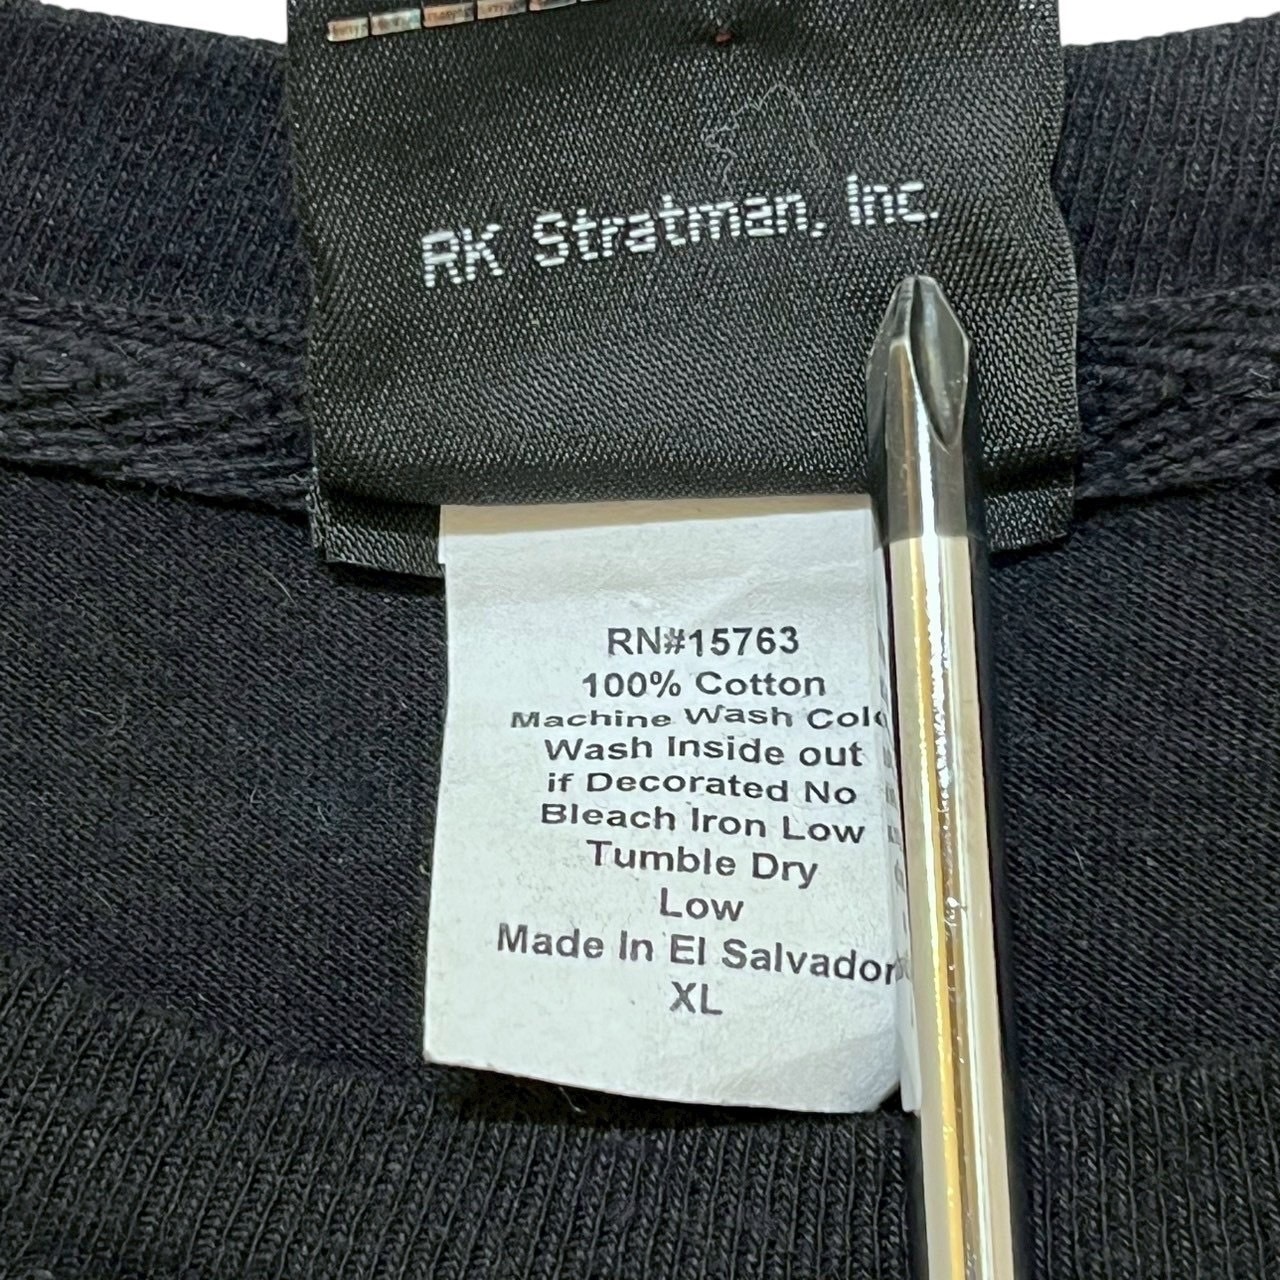 RK Stratman, Inc.
RN#15763
100% Cotton
Machine Wash Cold
Wash Inside out
if Decorated No
Bleach Iron Low
Tumble Dry
Low
Made In El Salvador
XL